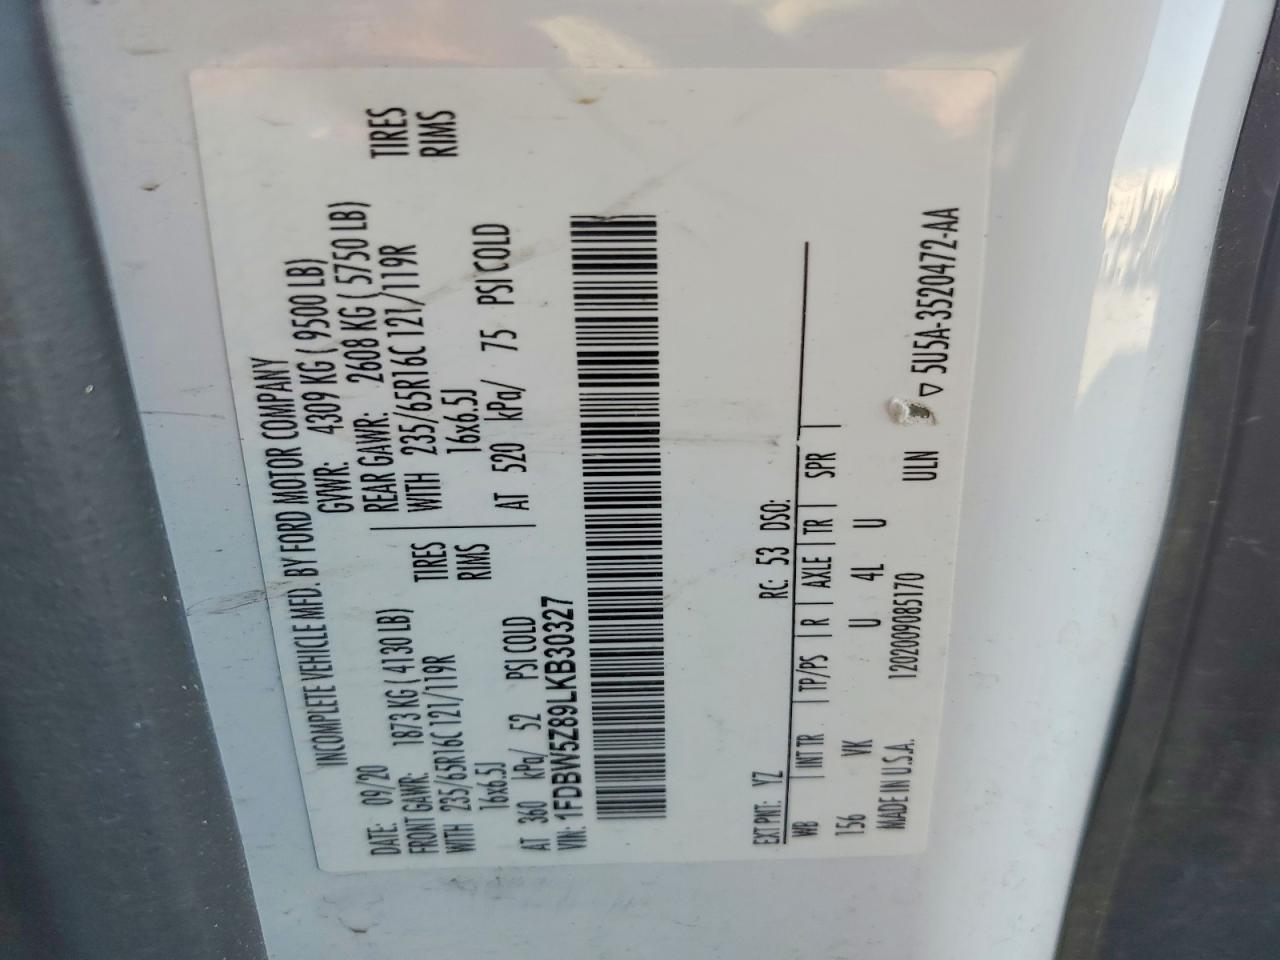 INCOMPLETE VEHICLE MFD. BY FORD MOTOR COMPANY
DATE: 09/20 GVWR: 4309 KG ( 9500 LB)
FRONT GAWR: 1873 KG ( 4130 LB) REAR GAWR: 2608 KG ( 5750 LB)
WITH 235/65R16C 121/119R TIRES WITH 235/65R16C 121/119R TIRES
16x6.5J RIMS 16x6.5J RIMS
AT 360 kPa/ 52 PSI COLD AT 520 kPa/ 75 PSI COLD
VIN: 1FDBW5Z89LKB30327
EXT PNT: YZ RC: 53 DSO:
WB INT TR TP/PS R AXLE TR SPR
156 VK U 4L U
MADE IN U.S.A. 1202009085170 ULN ▽ 5U5A-3520472-AA